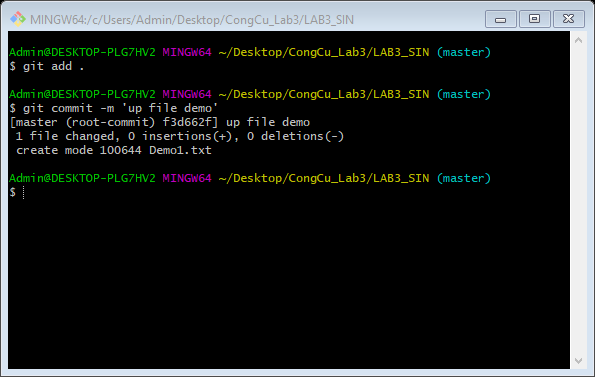 MINGW64:/c/Users/Admin/Desktop/CongCu_Lab3/LAB3_SIN
Admin@DESKTOP-PLG7HV2 MINGW64 ~/Desktop/CongCu_Lab3/LAB3_SIN (master)
$ git add .
Admin@DESKTOP-PLG7HV2 MINGW64 ~/Desktop/CongCu_Lab3/LAB3_SIN (master)
$ git commit -m 'up file demo'
[master (root-commit) f3d662f] up file demo
1 file changed, 0 insertions(+), 0 deletions(-)
create mode 100644 Demo1.txt
Admin@DESKTOP-PLG7HV2 MINGW64 ~/Desktop/CongCu_Lab3/LAB3_SIN (master)
$